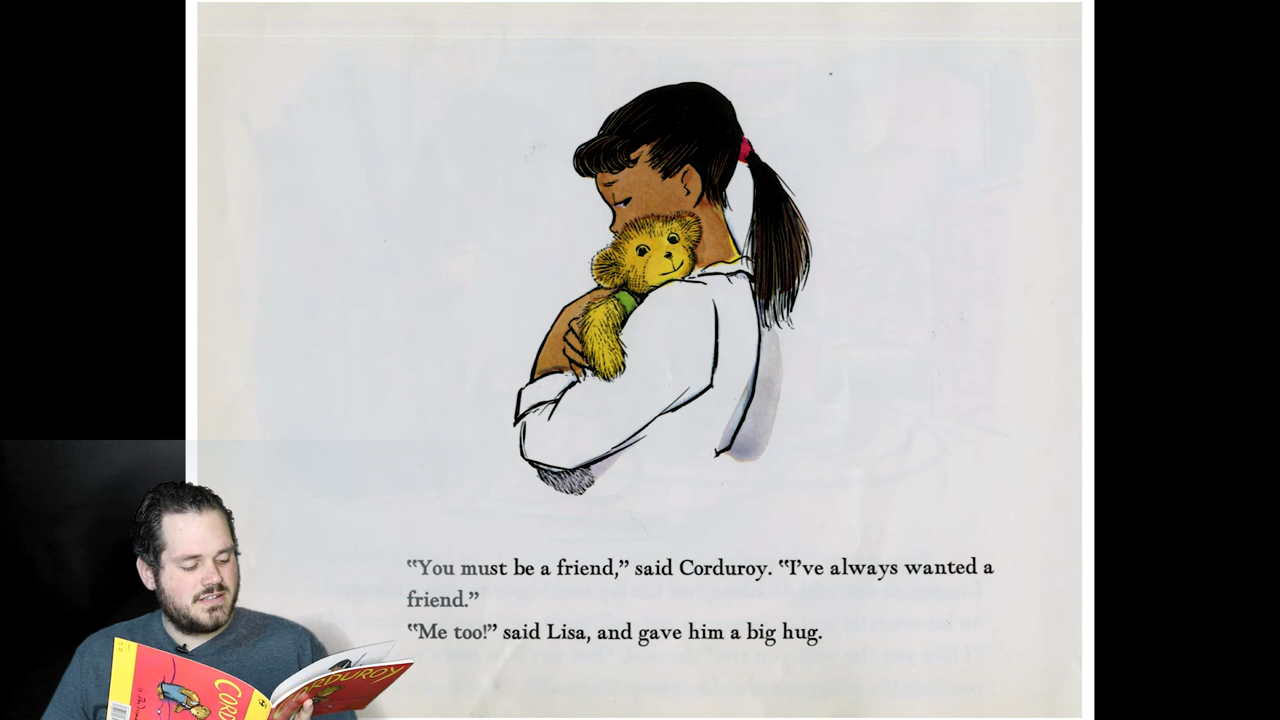 "You must be a friend," said Corduroy. "I've always wanted a
friend."
"Me too!" said Lisa, and gave him a big hug.
CORDUROY